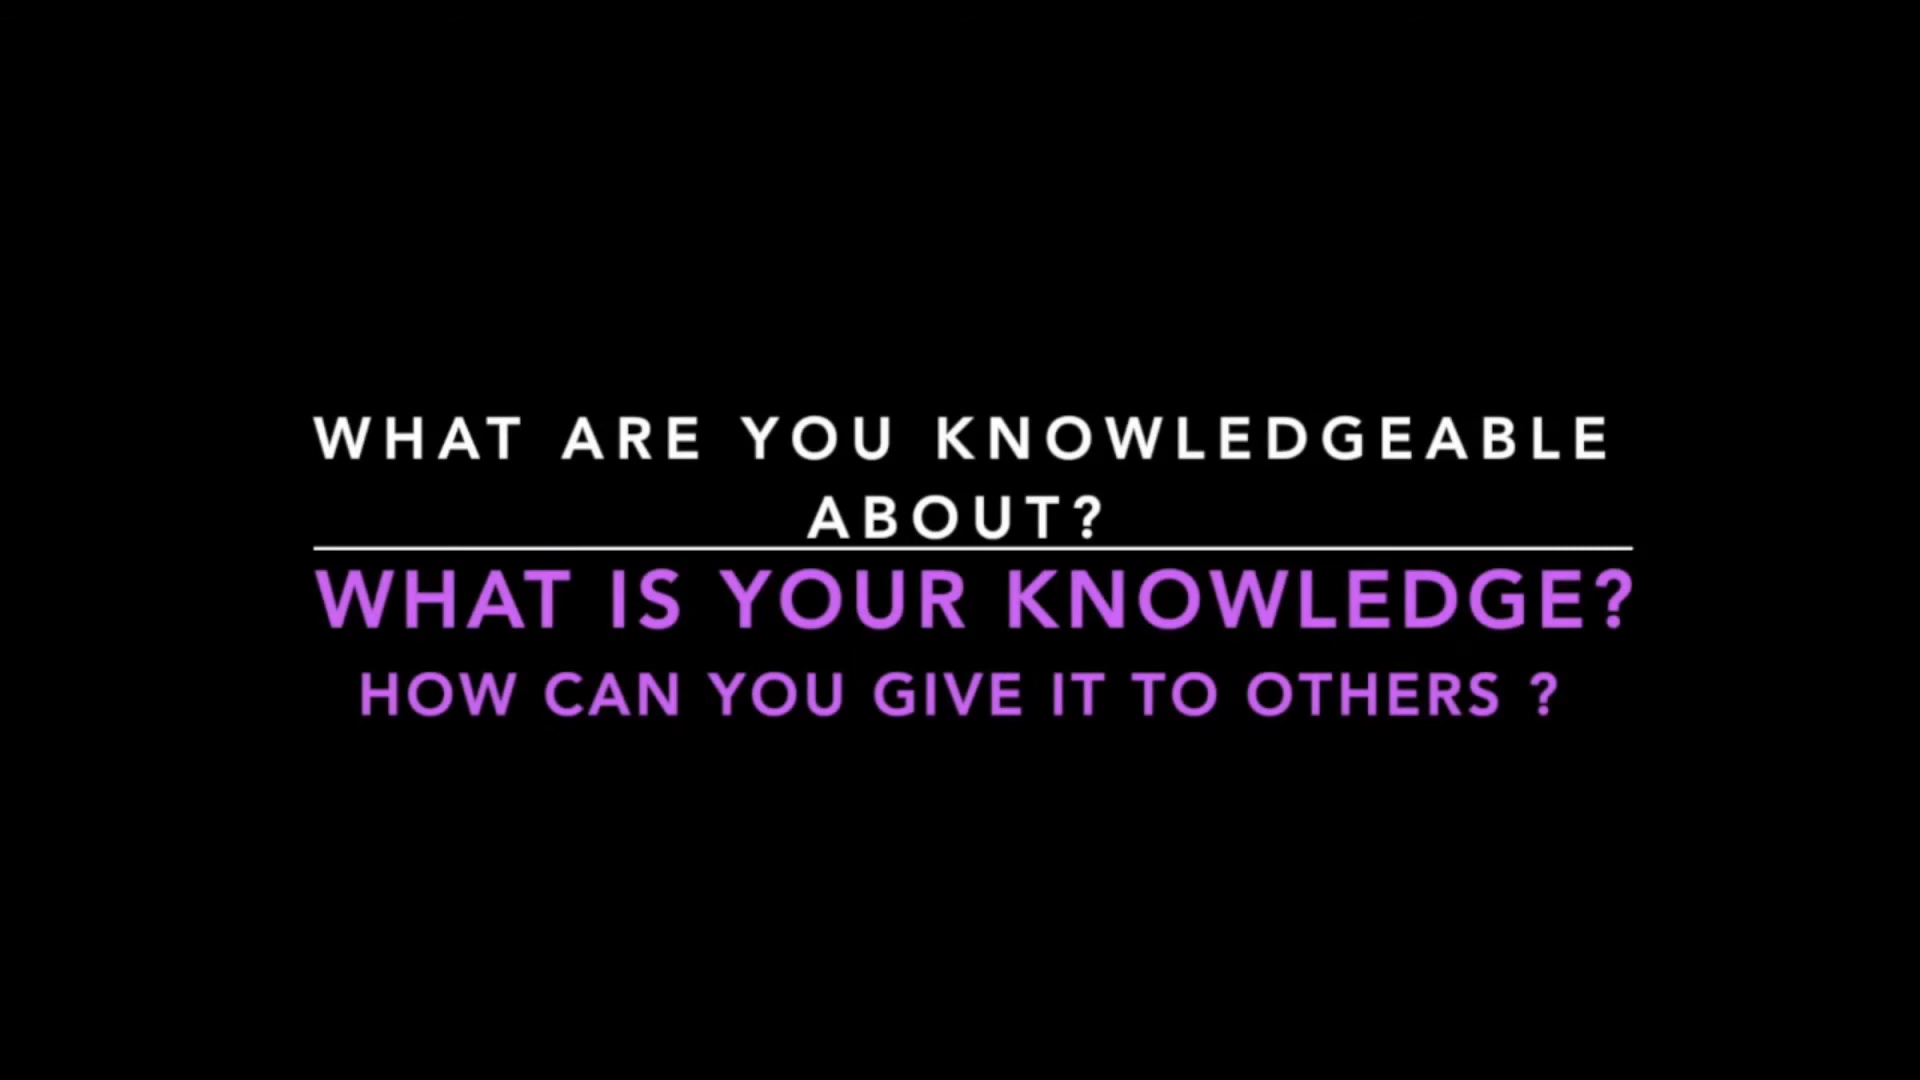 WHAT ARE YOU KNOWLEDGEABLE
ABOUT?
WHAT IS YOUR KNOWLEDGE?
HOW CAN YOU GIVE IT TO OTHERS ?